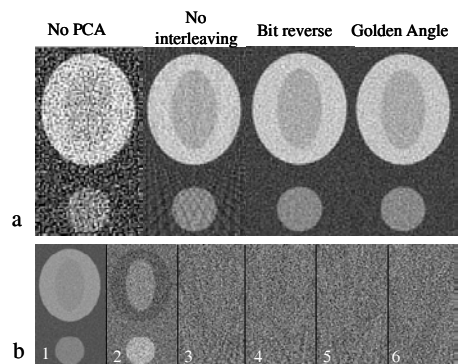 No PCA
No interleaving
Bit reverse
Golden Angle
a
b
1 2 3 4 5 6